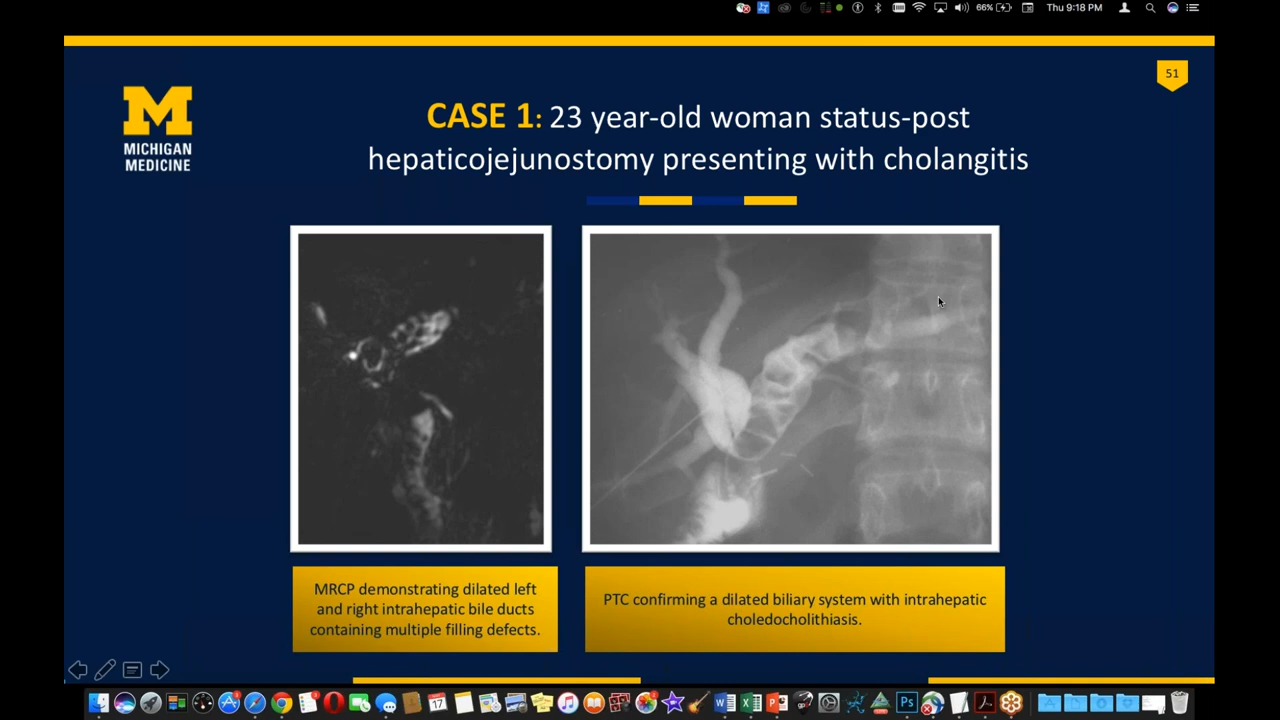 66%
Thu 9:18 PM
51
M
MICHIGAN
MEDICINE
CASE 1: 23 year-old woman status-post
hepaticojejunostomy presenting with cholangitis
MRCP demonstrating dilated left
and right intrahepatic bile ducts
containing multiple filling defects.
PTC confirming a dilated biliary system with intrahepatic
choledocholithiasis.
17
W
X
P
Ps